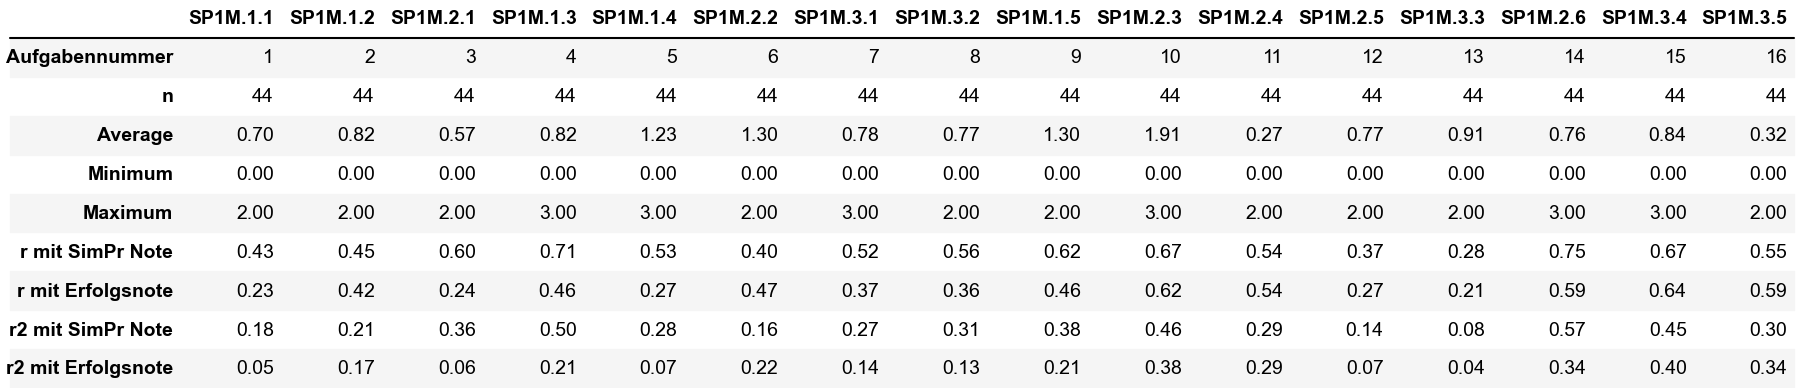 SP1M.1.1 SP1M.1.2 SP1M.2.1 SP1M.1.3 SP1M.1.4 SP1M.2.2 SP1M.3.1 SP1M.3.2 SP1M.1.5 SP1M.2.3 SP1M.2.4 SP1M.2.5 SP1M.3.3 SP1M.2.6 SP1M.3.4 SP1M.3.5
Aufgabennummer 1 2 3 4 5 6 7 8 9 10 11 12 13 14 15 16
n 44 44 44 44 44 44 44 44 44 44 44 44 44 44 44 44
Average 0.70 0.82 0.57 0.82 1.23 1.30 0.78 0.77 1.30 1.91 0.27 0.77 0.91 0.76 0.84 0.32
Minimum 0.00 0.00 0.00 0.00 0.00 0.00 0.00 0.00 0.00 0.00 0.00 0.00 0.00 0.00 0.00 0.00
Maximum 2.00 2.00 2.00 3.00 3.00 2.00 3.00 2.00 2.00 3.00 2.00 2.00 2.00 3.00 3.00 2.00
r mit SimPr Note 0.43 0.45 0.60 0.71 0.53 0.40 0.52 0.56 0.62 0.67 0.54 0.37 0.28 0.75 0.67 0.55
r mit Erfolgsnote 0.23 0.42 0.24 0.46 0.27 0.47 0.37 0.36 0.46 0.62 0.54 0.27 0.21 0.59 0.64 0.59
r2 mit SimPr Note 0.18 0.21 0.36 0.50 0.28 0.16 0.27 0.31 0.38 0.46 0.29 0.14 0.08 0.57 0.45 0.30
r2 mit Erfolgsnote 0.05 0.17 0.06 0.21 0.07 0.22 0.14 0.13 0.21 0.38 0.29 0.07 0.04 0.34 0.40 0.34